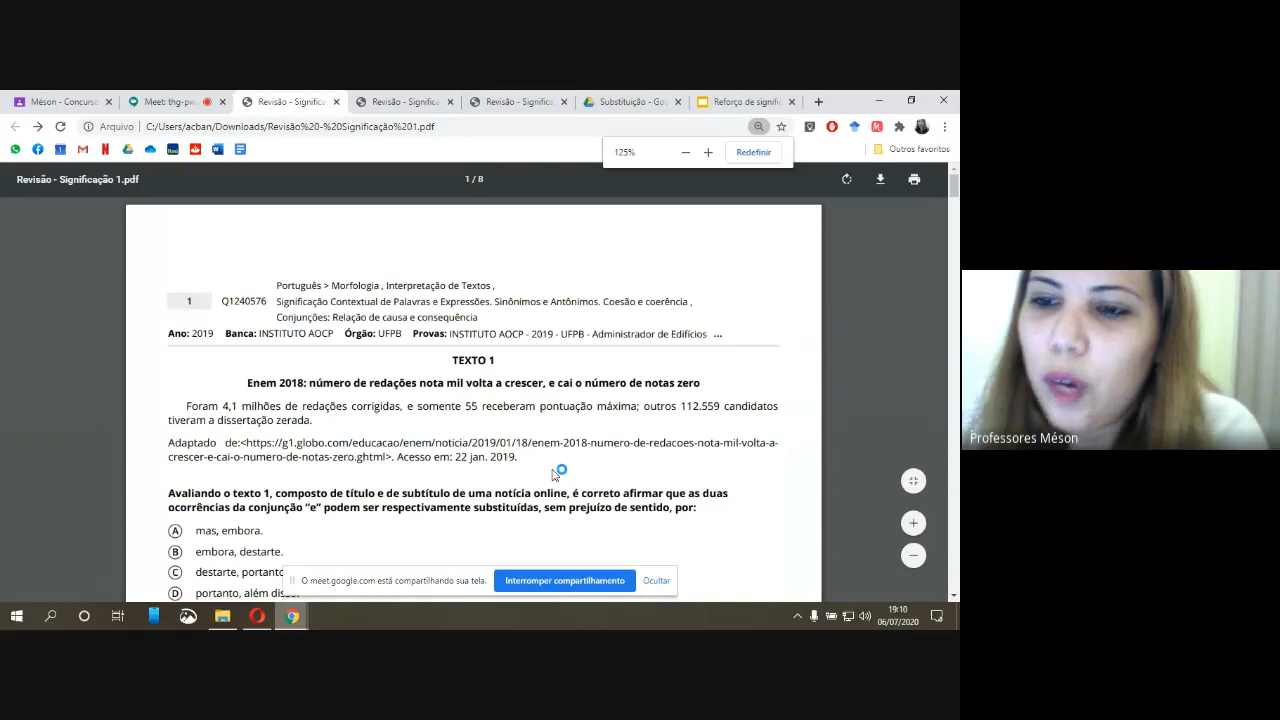 Méson - Concurso
Meet: thg-pw
Revisão - Significa
Revisão - Significa
Revisão - Significa
Substituição - Goo
Reforço de signific
Arquivo
C:/Users/acban/Downloads/Revisão%20-%20Significação%201.pdf
125%
Redefinir
Outros favoritos
Revisão - Significação 1.pdf
1 / 8
Português > Morfologia , Interpretação de Textos ,
1 Q1240576 Significação Contextual de Palavras e Expressões. Sinônimos e Antônimos. Coesão e coerência ,
Conjunções: Relação de causa e consequência
Ano: 2019 Banca: INSTITUTO AOCP Órgão: UFPB Provas: INSTITUTO AOCP - 2019 - UFPB - Administrador de Edifícios ...
TEXTO 1
Enem 2018: número de redações nota mil volta a crescer, e cai o número de notas zero
Foram 4,1 milhões de redações corrigidas, e somente 55 receberam pontuação máxima; outros 112.559 candidatos
tiveram a dissertação zerada.
Adaptado de:<https://g1.globo.com/educacao/enem/noticia/2019/01/18/enem-2018-numero-de-redacoes-nota-mil-volta-a-
crescer-e-cai-o-numero-de-notas-zero.ghtml>. Acesso em: 22 jan. 2019.
Avaliando o texto 1, composto de título e de subtítulo de uma notícia online, é correto afirmar que as duas
ocorrências da conjunção “e” podem ser respectivamente substituídas, sem prejuízo de sentido, por:
A mas, embora.
B embora, destarte.
C destarte, portanto
D portanto, além disso.
O meet.google.com está compartilhando sua tela.
Interromper compartilhamento
Ocultar
19:10
06/07/2020
Professores Méson